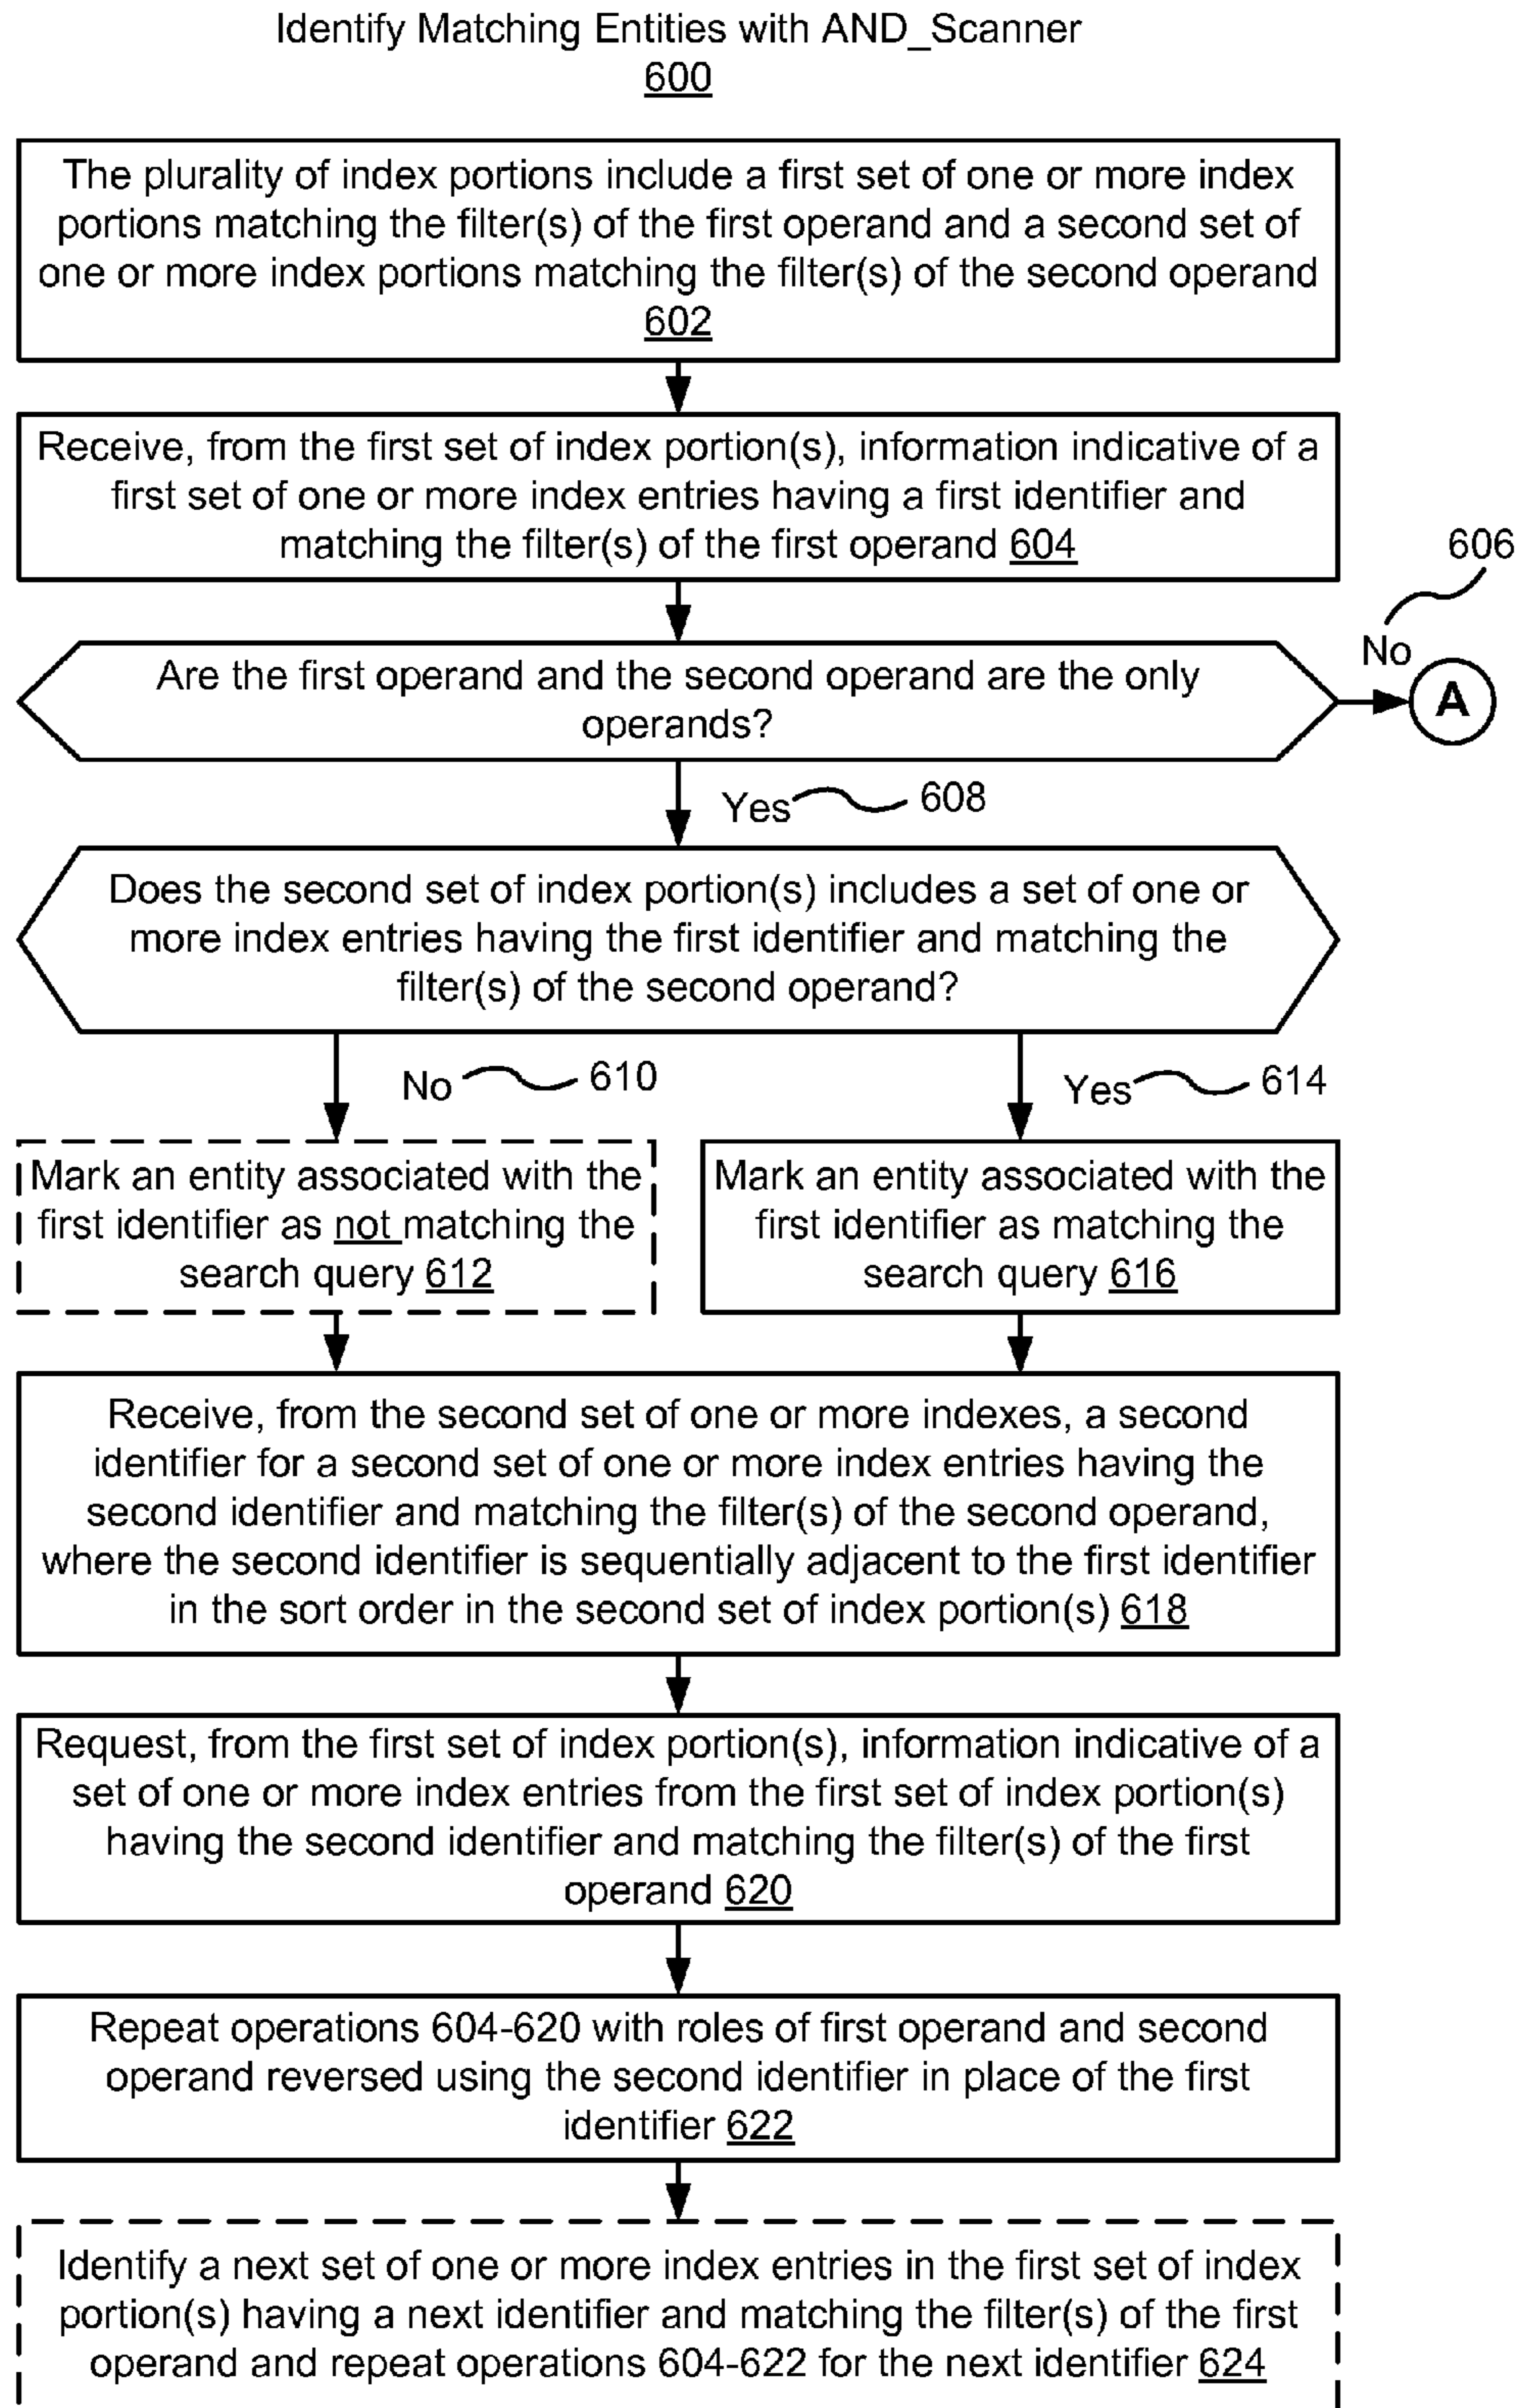 Identify Matching Entities with AND_Scanner
600
The plurality of index portions include a first set of one or more index
portions matching the filter(s) of the first operand and a second set of
one or more index portions matching the filter(s) of the second operand
602
Receive, from the first set of index portion(s), information indicative of a
first set of one or more index entries having a first identifier and
matching the filter(s) of the first operand 604
606
No
A
Are the first operand and the second operand are the only
operands?
Yes 608
Does the second set of index portion(s) includes a set of one or
more index entries having the first identifier and matching the
filter(s) of the second operand?
No 610
Yes 614
Mark an entity associated with the
first identifier as not matching the
search query 612
Mark an entity associated with the
first identifier as matching the
search query 616
Receive, from the second set of one or more indexes, a second
identifier for a second set of one or more index entries having the
second identifier and matching the filter(s) of the second operand,
where the second identifier is sequentially adjacent to the first identifier
in the sort order in the second set of index portion(s) 618
Request, from the first set of index portion(s), information indicative of a
set of one or more index entries from the first set of index portion(s)
having the second identifier and matching the filter(s) of the first
operand 620
Repeat operations 604-620 with roles of first operand and second
operand reversed using the second identifier in place of the first
identifier 622
Identify a next set of one or more index entries in the first set of index
portion(s) having a next identifier and matching the filter(s) of the first
operand and repeat operations 604-622 for the next identifier 624